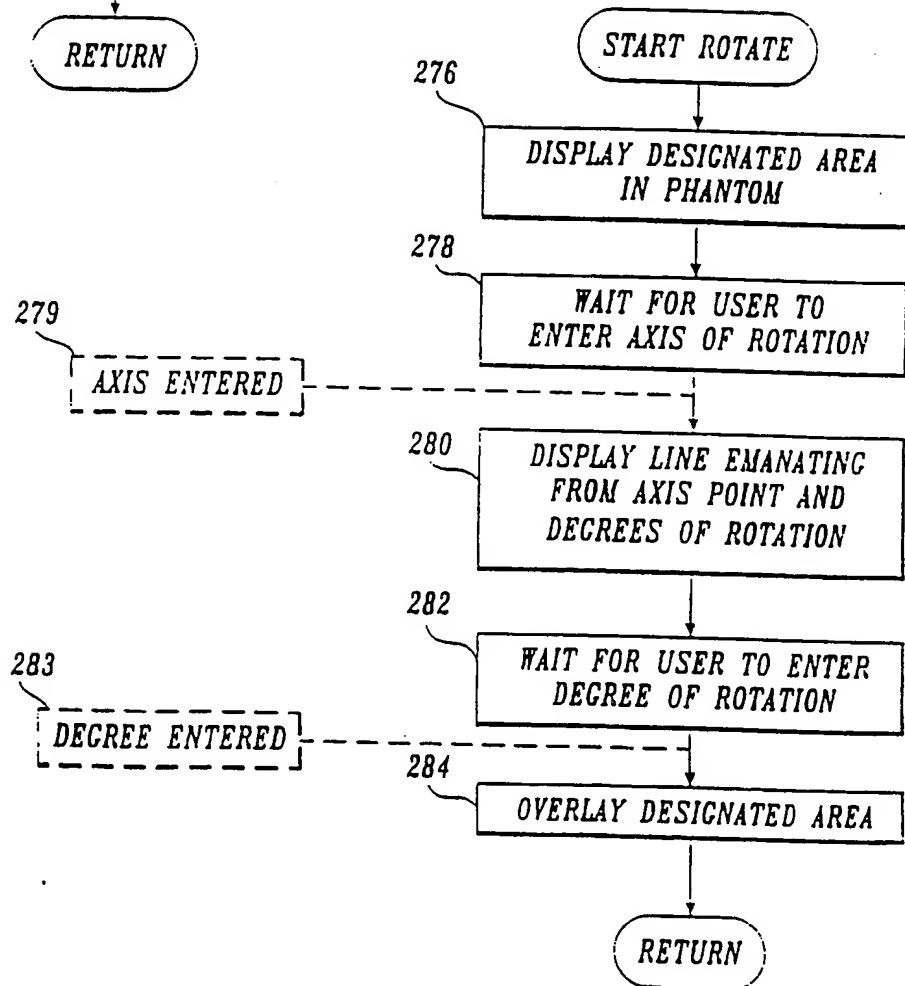 RETURN
START ROTATE
276
DISPLAY DESIGNATED AREA
IN PHANTOM
278
WAIT FOR USER TO
ENTER AXIS OF ROTATION
279
AXIS ENTERED
280
DISPLAY LINE EMANATING
FROM AXIS POINT AND
DEGREES OF ROTATION
282
WAIT FOR USER TO ENTER
DEGREE OF ROTATION
283
DEGREE ENTERED
284
OVERLAY DESIGNATED AREA
RETURN